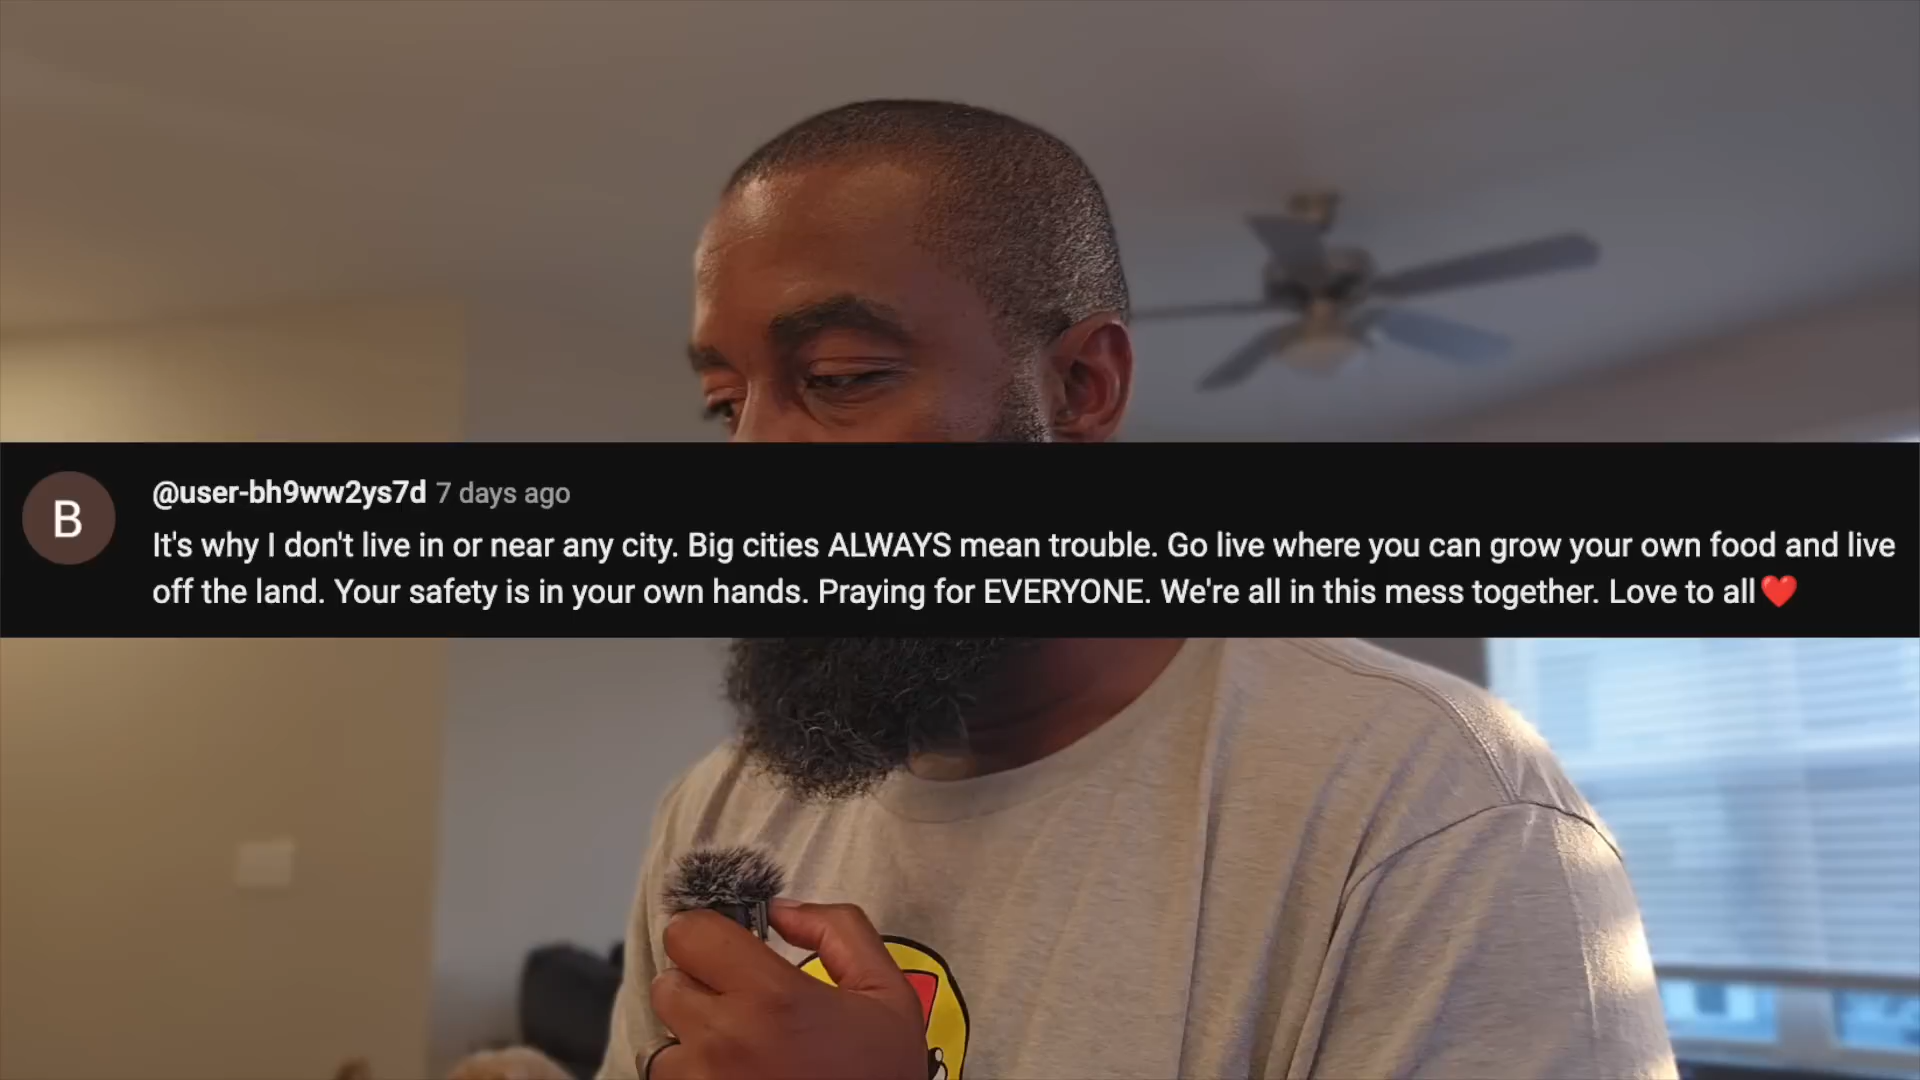 B
@user-bh9ww2ys7d 7 days ago
It's why I don't live in or near any city. Big cities ALWAYS mean trouble. Go live where you can grow your own food and live
off the land. Your safety is in your own hands. Praying for EVERYONE. We're all in this mess together. Love to all❤️